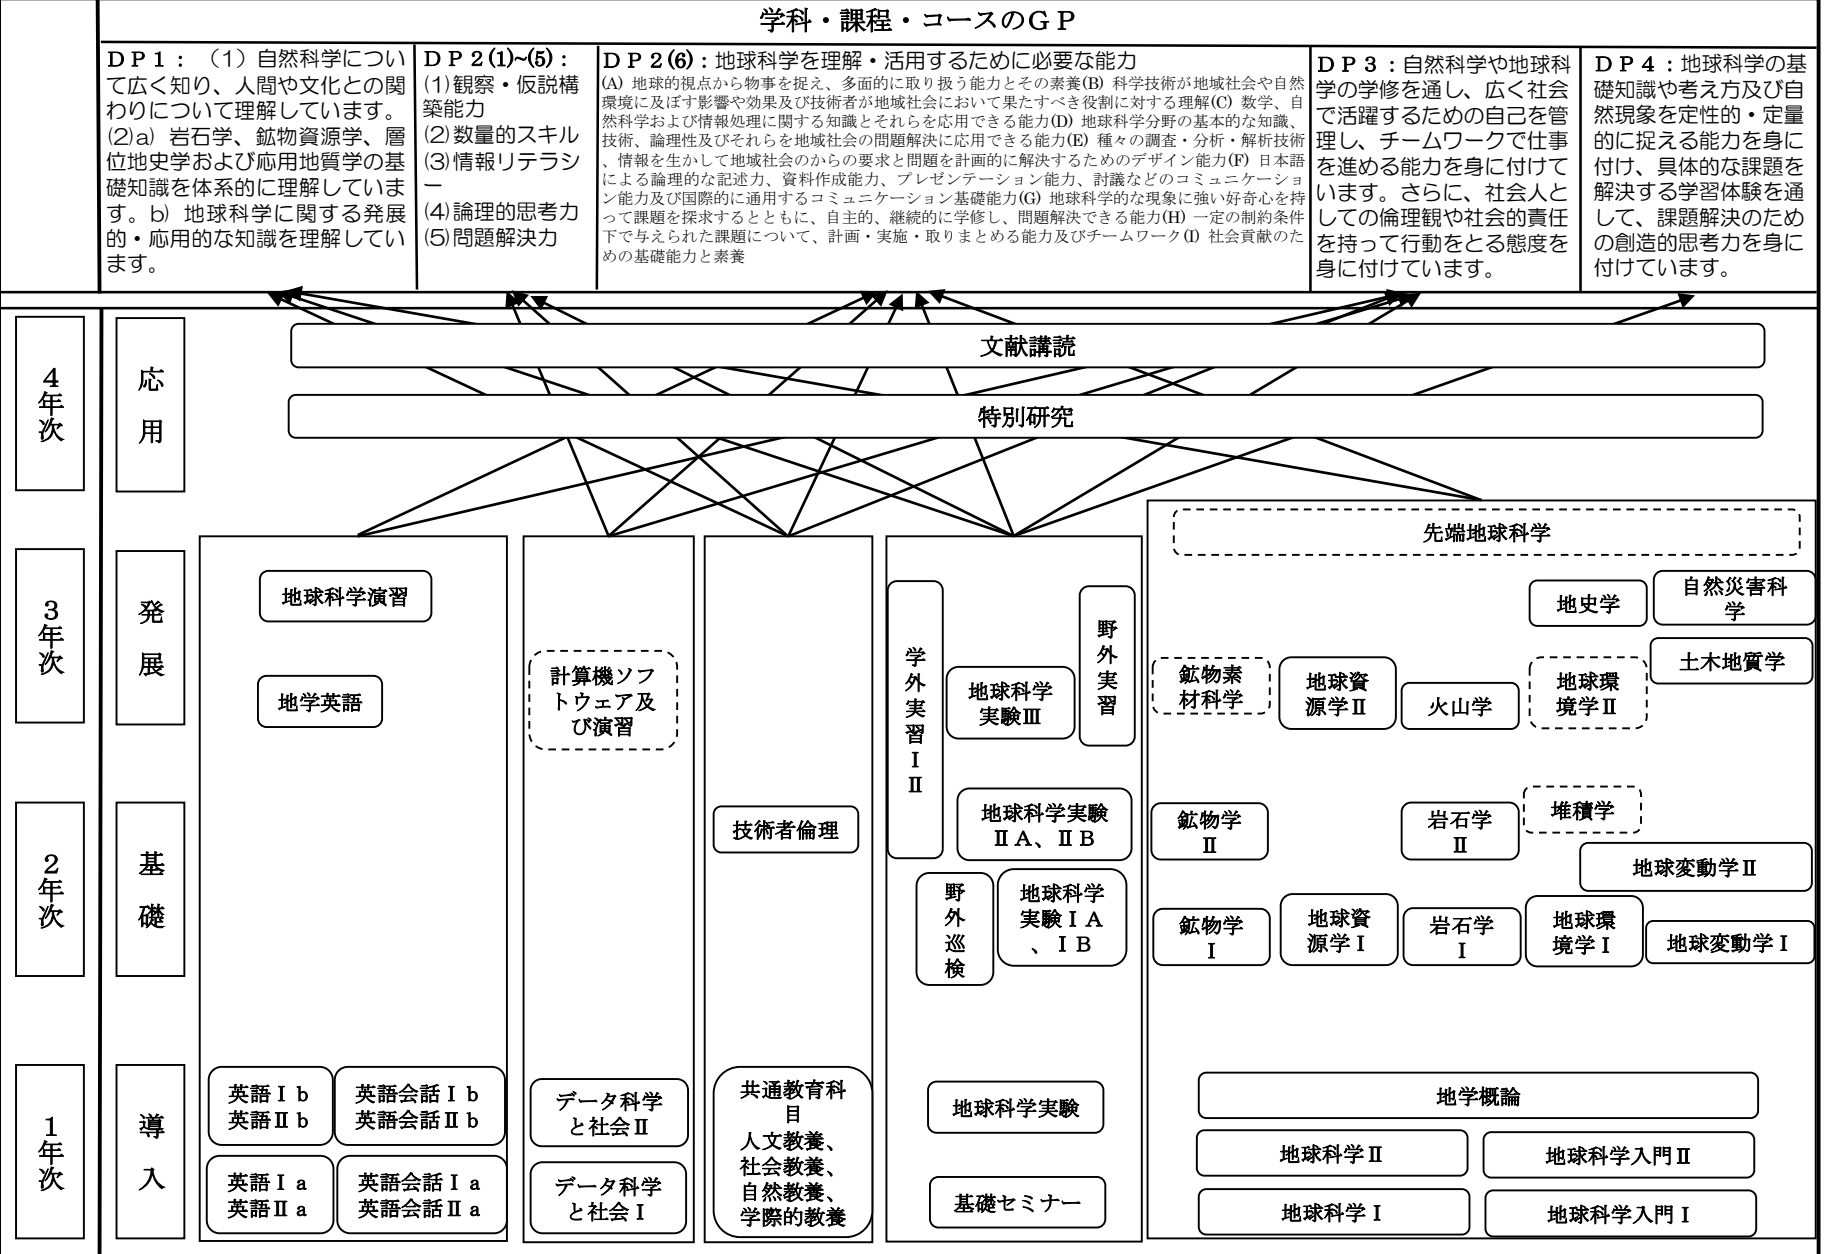 学科・課程・コースのＧＰ
ＤＰ１：（1）自然科学につい
て広く知り、人間や文化との関
わりについて理解しています。
(2)a）岩石学、鉱物資源学、層
位地史学および応用地質学の基
礎知識を体系的に理解していま
す。b）地球科学に関する発展
的・応用的な知識を理解してい
ます。
ＤＰ２(1)~(5)：
(1)観察・仮説構
築能力
(2)数量的スキル
(3)情報リテラシ
ー
(4)論理的思考力
(5)問題解決力
ＤＰ２(6)：地球科学を理解・活用するために必要な能力
(A) 地球的視点から物事を捉え、多面的に取り扱う能力とその素養(B) 科学技術が地域社会や自然
環境に及ぼす影響や効果及び技術者が地域社会において果たすべき役割に対する理解(C) 数学、自
然科学および情報処理に関する知識とそれらを応用できる能力(D) 地球科学分野の基本的な知識、
技術、論理性及びそれらを地域社会の問題解決に応用できる能力(E) 種々の調査・分析・解析技術
、情報を生かして地域社会のからの要求と問題を計画的に解決するためのデザイン能力(F) 日本語
による論理的な記述力、資料作成能力、プレゼンテーション能力、討議などのコミュニケーショ
ン能力及び国際的に通用するコミュニケーション基礎能力(G) 地球科学的な現象に強い好奇心を持
って課題を探求するとともに、自主的、継続的に学修し、問題解決できる能力(H) 一定の制約条件
下で与えられた課題について、計画・実施・取りまとめる能力及びチームワーク(I) 社会貢献のた
めの基礎能力と素養
ＤＰ３：自然科学や地球科
学の学修を通し、広く社会
で活躍するための自己を管
理し、チームワークで仕事
を進める能力を身に付けて
います。さらに、社会人と
しての倫理観や社会的責任
を持って行動をとる態度を
身に付けています。
ＤＰ４：地球科学の基
礎知識や考え方及び自
然現象を定性的・定量
的に捉える能力を身に
付け、具体的な課題を
解決する学習体験を通
して、課題解決のため
の創造的思考力を身に
付けています。
４年次
応用
文献講読
特別研究
３年次
発展
地球科学演習
地学英語
計算機ソフ
トウェア及
び演習
学外実習ⅠⅡ
地球科学
実験Ⅲ
野外実習
先端地球科学
地史学
自然災害科
学
土木地質学
鉱物素
材科学
地球資
源学Ⅱ
火山学
地球環
境学Ⅱ
２年次
基礎
技術者倫理
地球科学実験
ⅡＡ、ⅡＢ
野外巡検
地球科学
実験ⅠＡ
、ⅠＢ
鉱物学
Ⅱ
岩石学
Ⅱ
堆積学
地球変動学Ⅱ
鉱物学
Ⅰ
地球資
源学Ⅰ
岩石学
Ⅰ
地球環
境学Ⅰ
地球変動学Ⅰ
１年次
導入
英語Ⅰｂ
英語Ⅱｂ
英語会話Ⅰｂ
英語会話Ⅱｂ
英語Ⅰａ
英語Ⅱａ
英語会話Ⅰａ
英語会話Ⅱａ
データ科学
と社会Ⅱ
データ科学
と社会Ⅰ
共通教育科
目
人文教養、
社会教養、
自然教養、
学際的教養
地球科学実験
基礎セミナー
地学概論
地球科学Ⅱ
地球科学入門Ⅱ
地球科学Ⅰ
地球科学入門Ⅰ